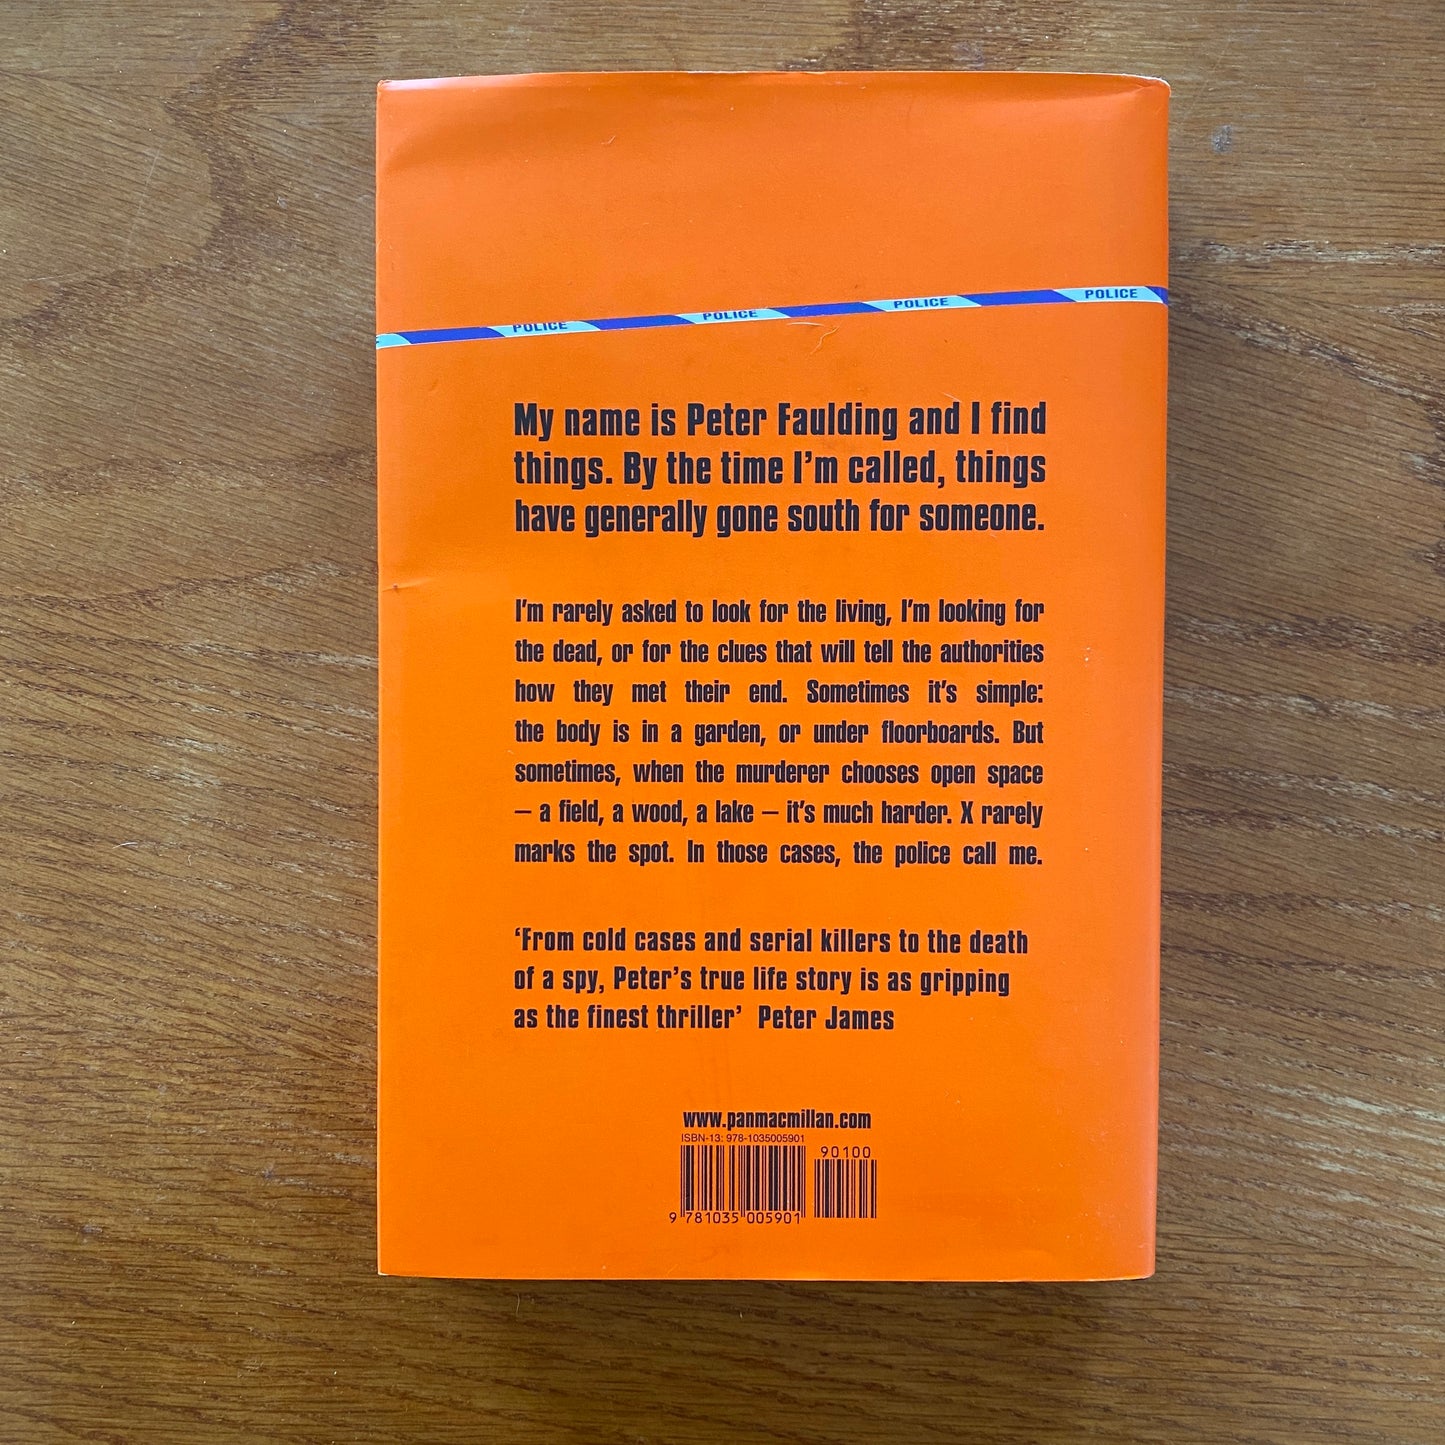 POLICE POLICE POLICE POLICE
My name is Peter Faulding and I find
things. By the time I'm called, things
have generally gone south for someone.
I'm rarely asked to look for the living, I'm looking for
the dead, or for the clues that will tell the authorities
how they met their end. Sometimes it's simple:
the body is in a garden, or under floorboards. But
sometimes, when the murderer chooses open space
– a field, a wood, a lake – it's much harder. X rarely
marks the spot. In those cases, the police call me.
‘From cold cases and serial killers to the death
of a spy, Peter’s true life story is as gripping
as the finest thriller’ Peter James
www.panmacmillan.com
ISBN-13: 978-1035005901
90100
9 781035 005901